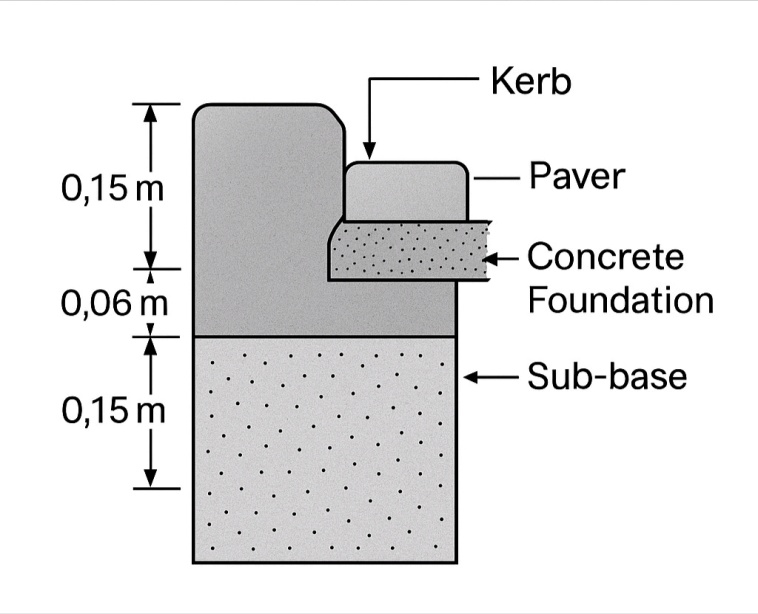 Kerb
0,15 m
Paver
Concrete
Foundation
0,06 m
Sub-base
0,15 m